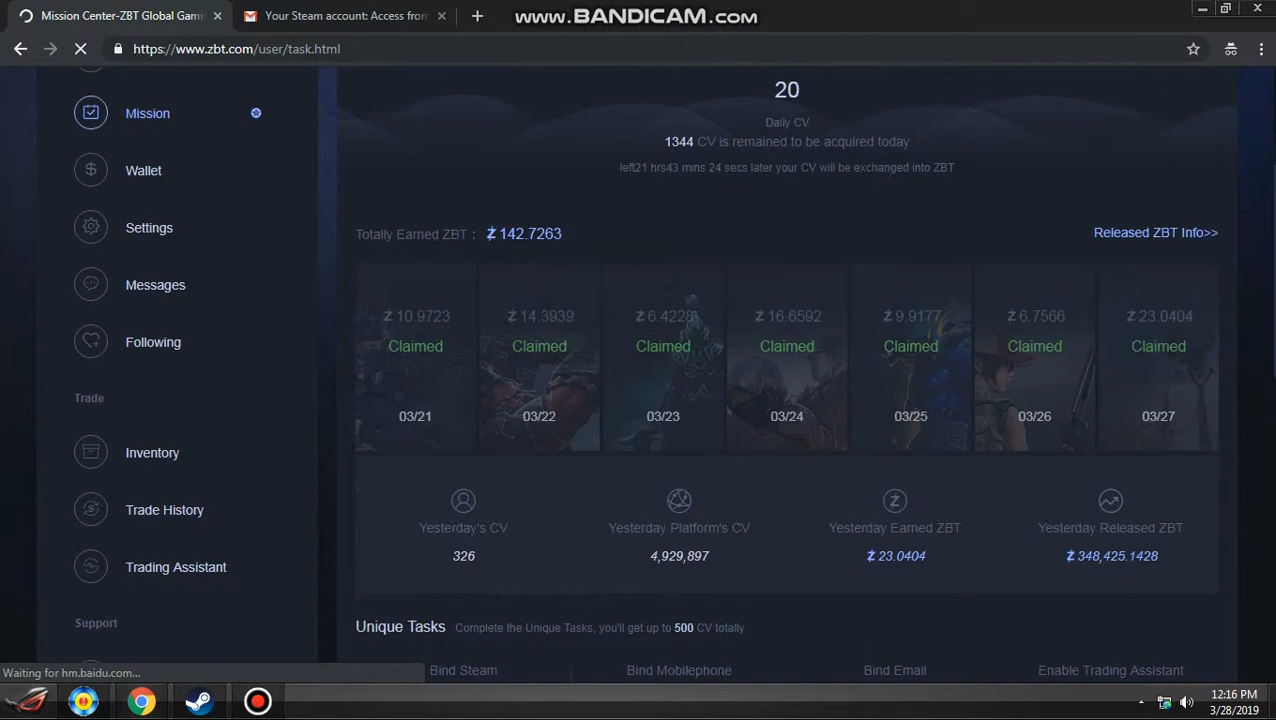 Mission Center-ZBT Global Gami
Your Steam account: Access from
WWW.BANDICAM.COM
https://www.zbt.com/user/task.html
20
Mission
Daily CV
1344 CV is remained to be acquired today
left21 hrs43 mins 24 secs later your CV will be exchanged into ZBT
Wallet
Settings
Totally Earned ZBT : Ƶ 142.7263
Released ZBT Info>>
Messages
Ƶ 10.9723
Ƶ 14.3939
Ƶ 6.4228
Ƶ 16.6592
Ƶ 9.9177
Ƶ 6.7566
Ƶ 23.0404
Following
Claimed
Claimed
Claimed
Claimed
Claimed
Claimed
Claimed
Trade
03/21
03/22
03/23
03/24
03/25
03/26
03/27
Inventory
Trade History
Yesterday's CV
Yesterday Platform's CV
Yesterday Earned ZBT
Yesterday Released ZBT
326
4,929,897
Ƶ 23.0404
Ƶ 348,425.1428
Trading Assistant
Support
Unique Tasks Complete the Unique Tasks, you'll get up to 500 CV totally
Bind Steam
Bind Mobilephone
Bind Email
Enable Trading Assistant
Waiting for hm.baidu.com...
12:16 PM
3/28/2019